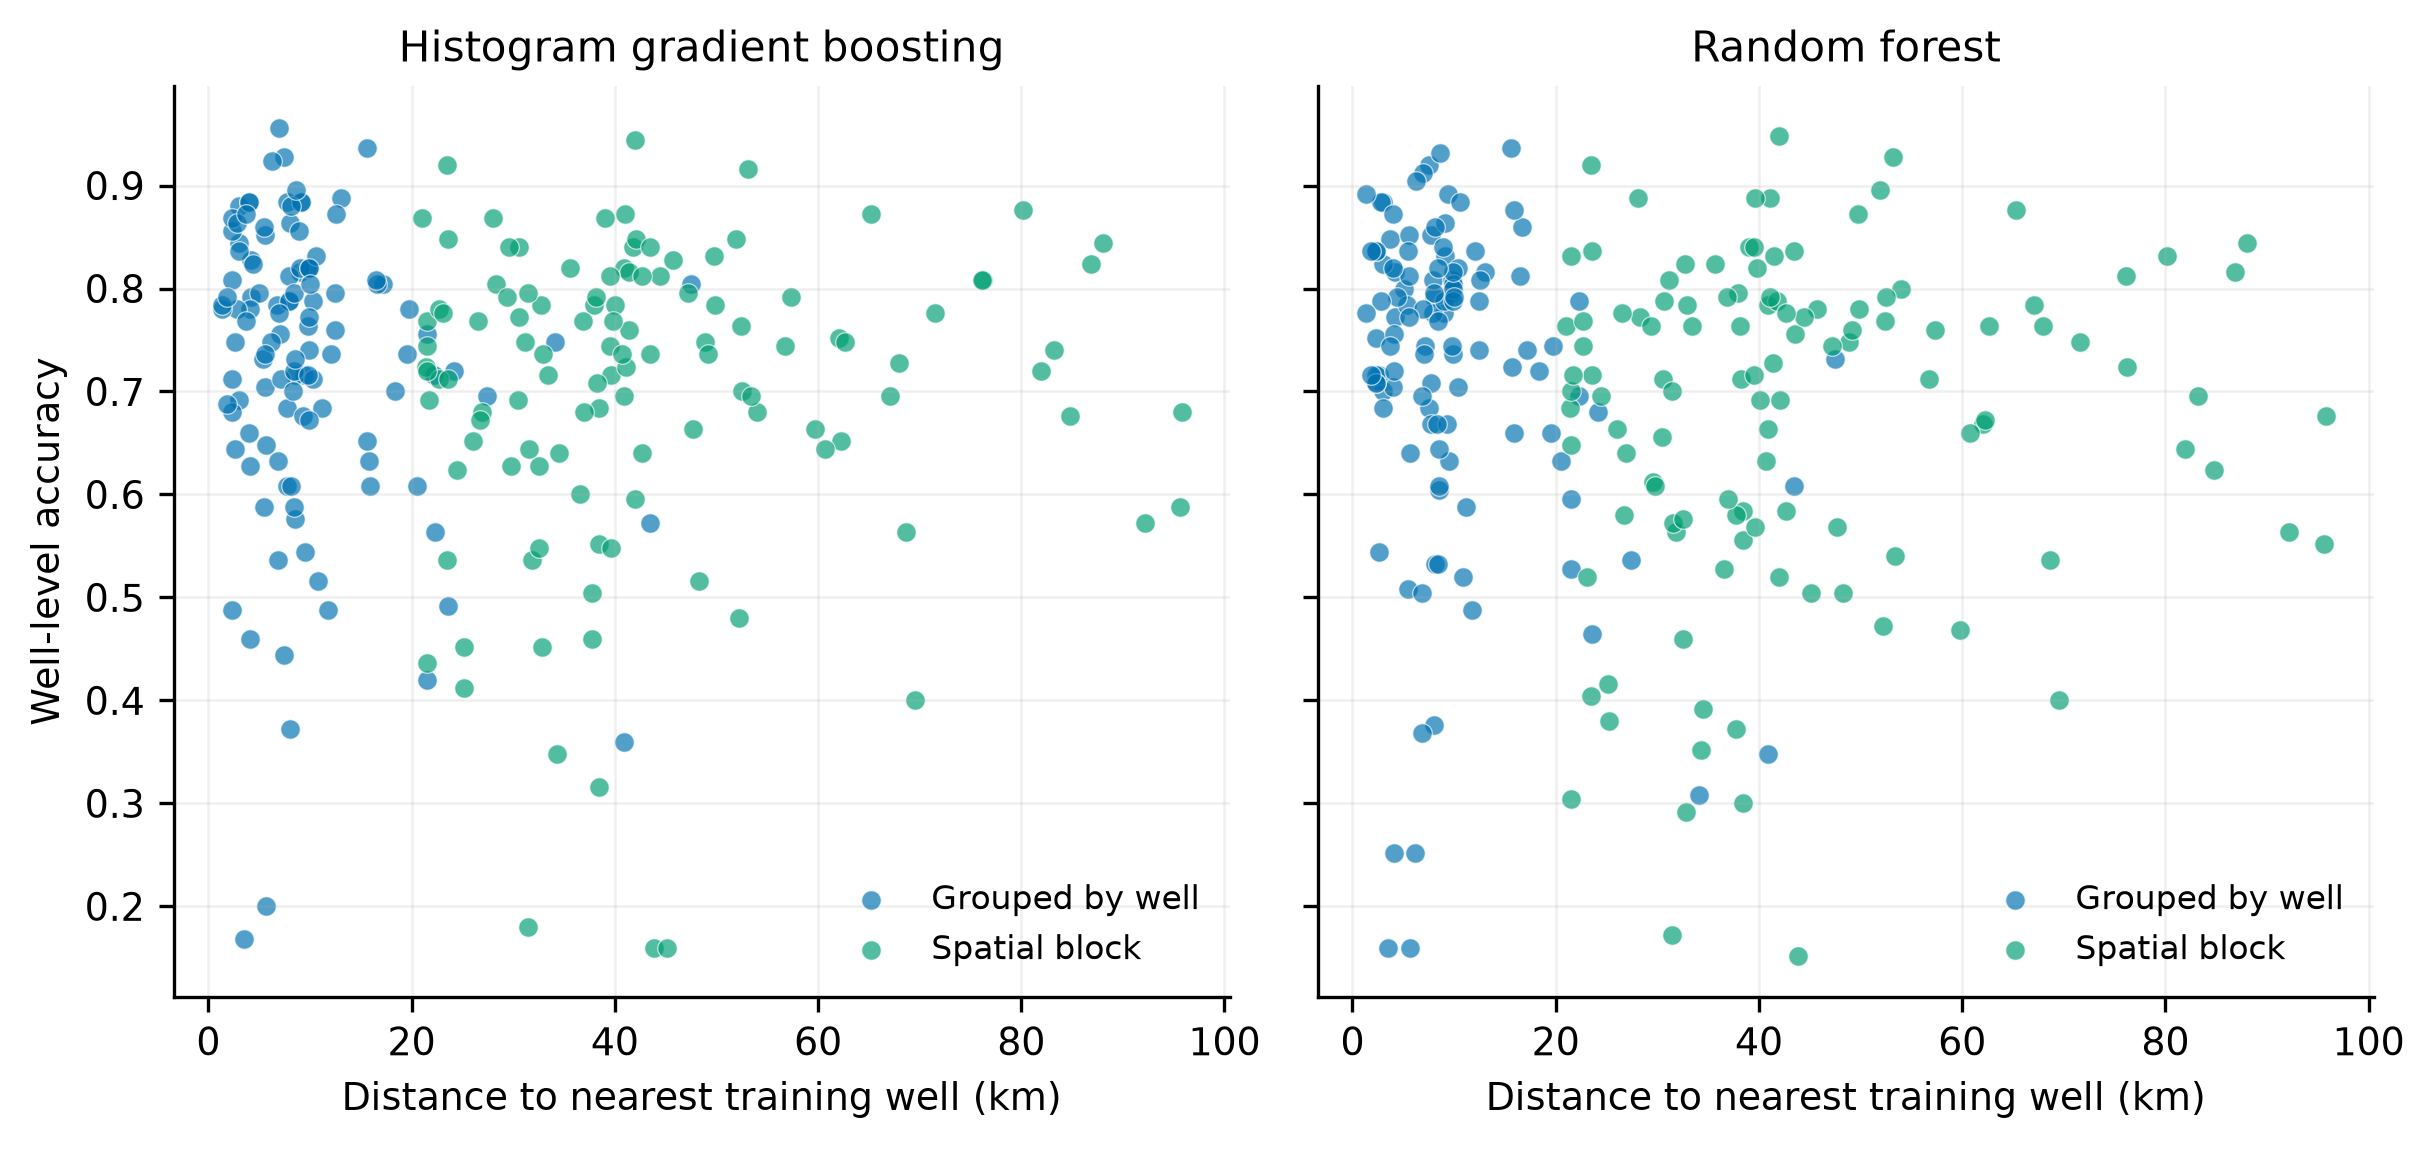 Histogram gradient boosting
Random forest
Well-level accuracy
0.9
0.8
0.7
0.6
0.5
0.4
0.3
0.2
Grouped by well
Spatial block
Grouped by well
Spatial block
0 20 40 60 80 100
0 20 40 60 80 100
Distance to nearest training well (km)
Distance to nearest training well (km)